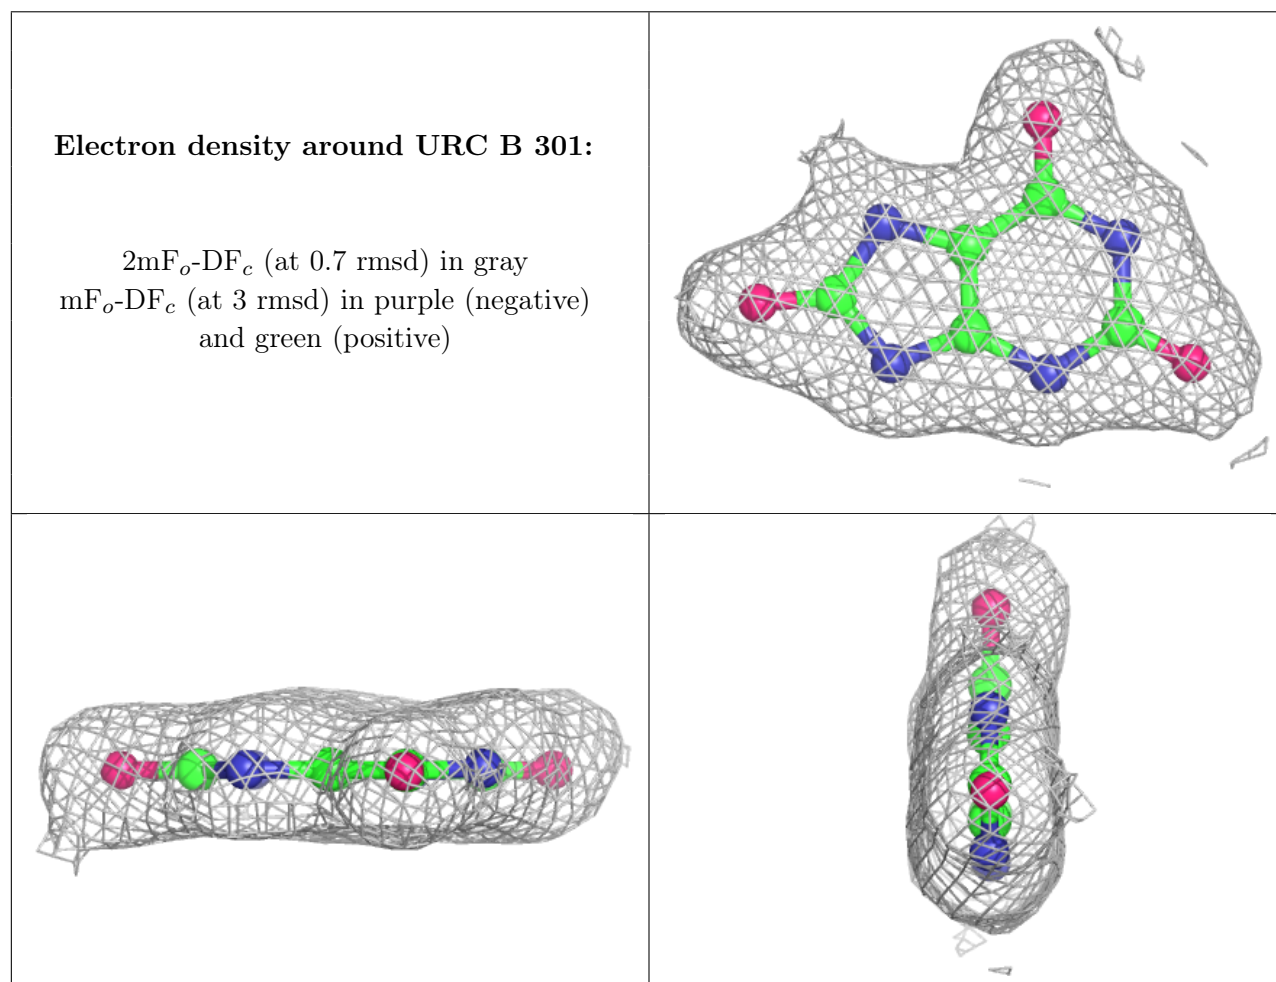 Electron density around URC B 301:
2mFo-DFc (at 0.7 rmsd) in gray
mFo-DFc (at 3 rmsd) in purple (negative)
and green (positive)